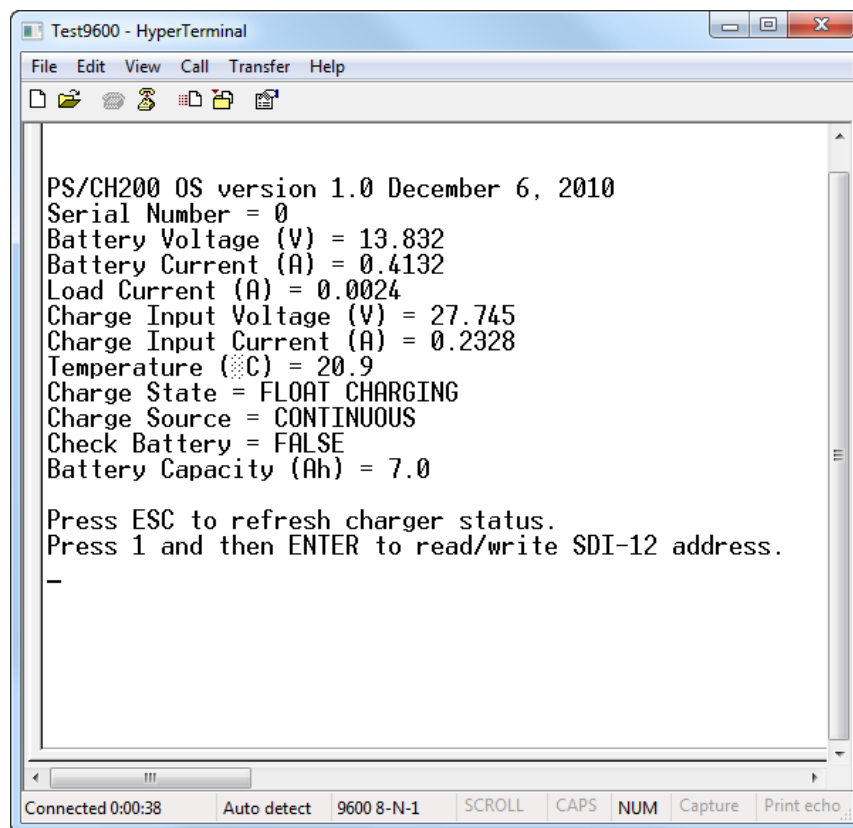 Test9600 - HyperTerminal
File Edit View Call Transfer Help
PS/CH200 OS version 1.0 December 6, 2010
Serial Number = 0
Battery Voltage (V) = 13.832
Battery Current (A) = 0.4132
Load Current (A) = 0.0024
Charge Input Voltage (V) = 27.745
Charge Input Current (A) = 0.2328
Temperature (░C) = 20.9
Charge State = FLOAT CHARGING
Charge Source = CONTINUOUS
Check Battery = FALSE
Battery Capacity (Ah) = 7.0
Press ESC to refresh charger status.
Press 1 and then ENTER to read/write SDI-12 address.
Connected 0:00:38 Auto detect 9600 8-N-1 SCROLL CAPS NUM Capture Print echo